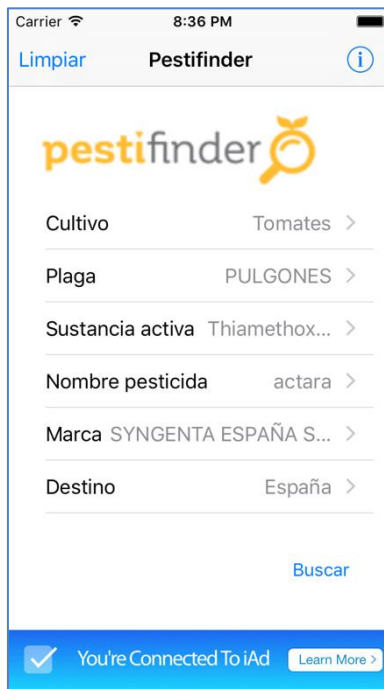 Carrier 8:36 PM
Limpiar Pestifinder i
pestifinder
Cultivo Tomates >
Plaga PULGONES >
Sustancia activa Thiamethox... >
Nombre pesticida actara >
Marca SYNGENTA ESPAÑA S... >
Destino España >
Buscar
You're Connected To iAd Learn More >